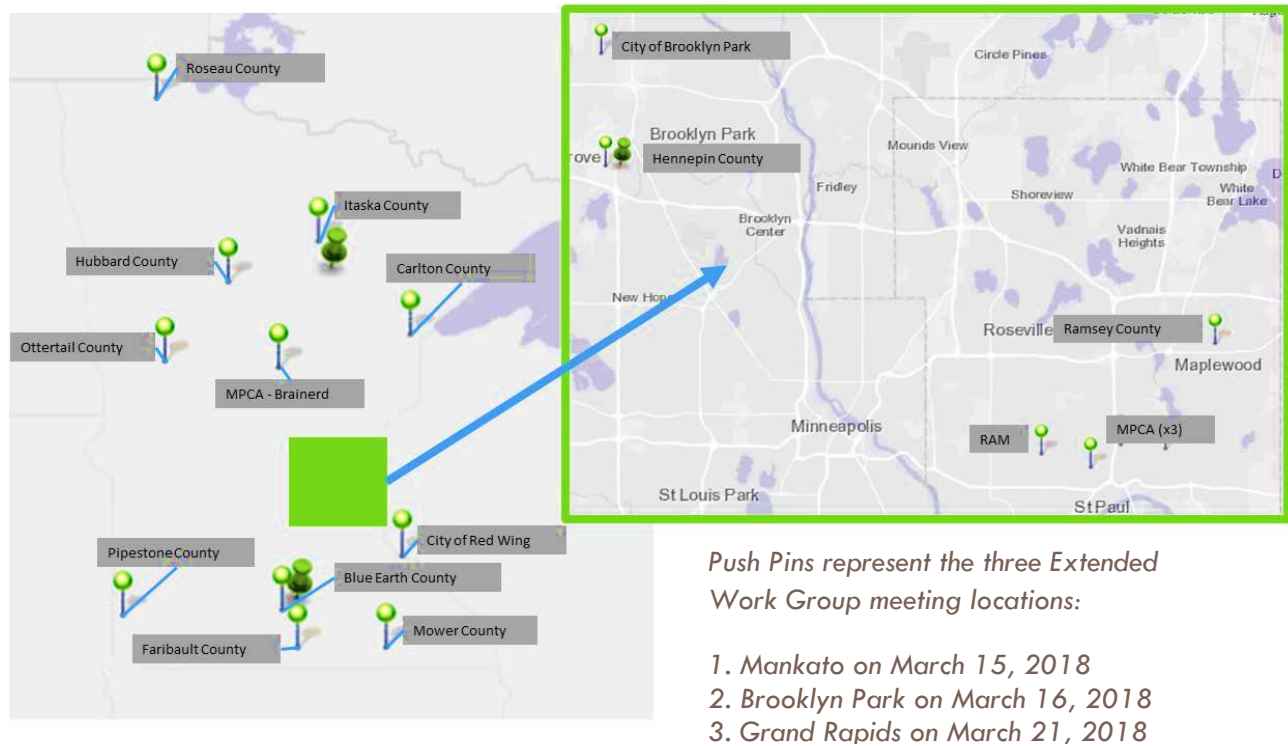 Roseau County
Itaska County
Hubbard County
Carlton County
Ottertail County
MPCA - Brainerd
City of Red Wing
Pipestone County
Blue Earth County
Faribault County
Mower County
City of Brooklyn Park
Circle Pines
Brooklyn Park
rove
Hennepin County
Mounds View
White Bear Township
Fridley
Shoreview
White
Bear Lake
Brooklyn
Center
Vadnais
Heights
New Hop
Roseville
Ramsey County
Maplewood
Minneapolis
RAM
MPCA (x3)
St Louis Park
St Paul
Push Pins represent the three Extended
Work Group meeting locations:
1. Mankato on March 15, 2018
2. Brooklyn Park on March 16, 2018
3. Grand Rapids on March 21, 2018